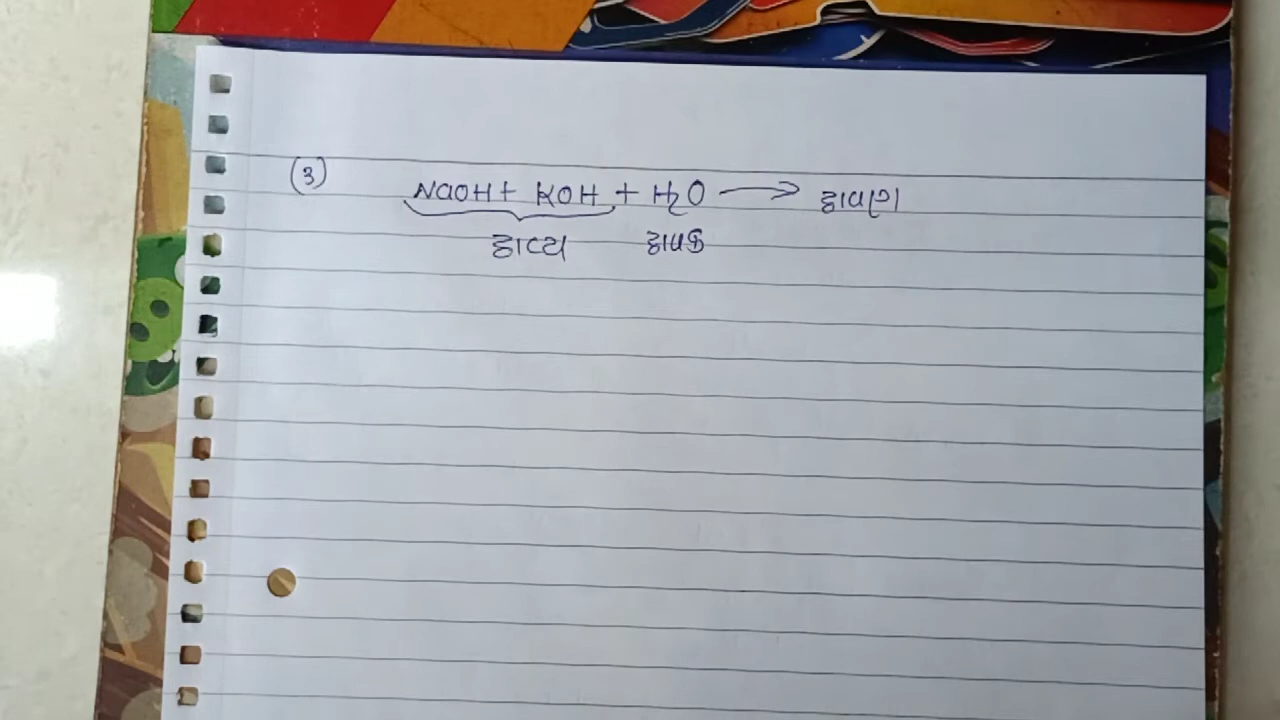 (3) NaOH + KOH + H2O → દ્રાવણ
દ્રાવ્ય દ્રાવક